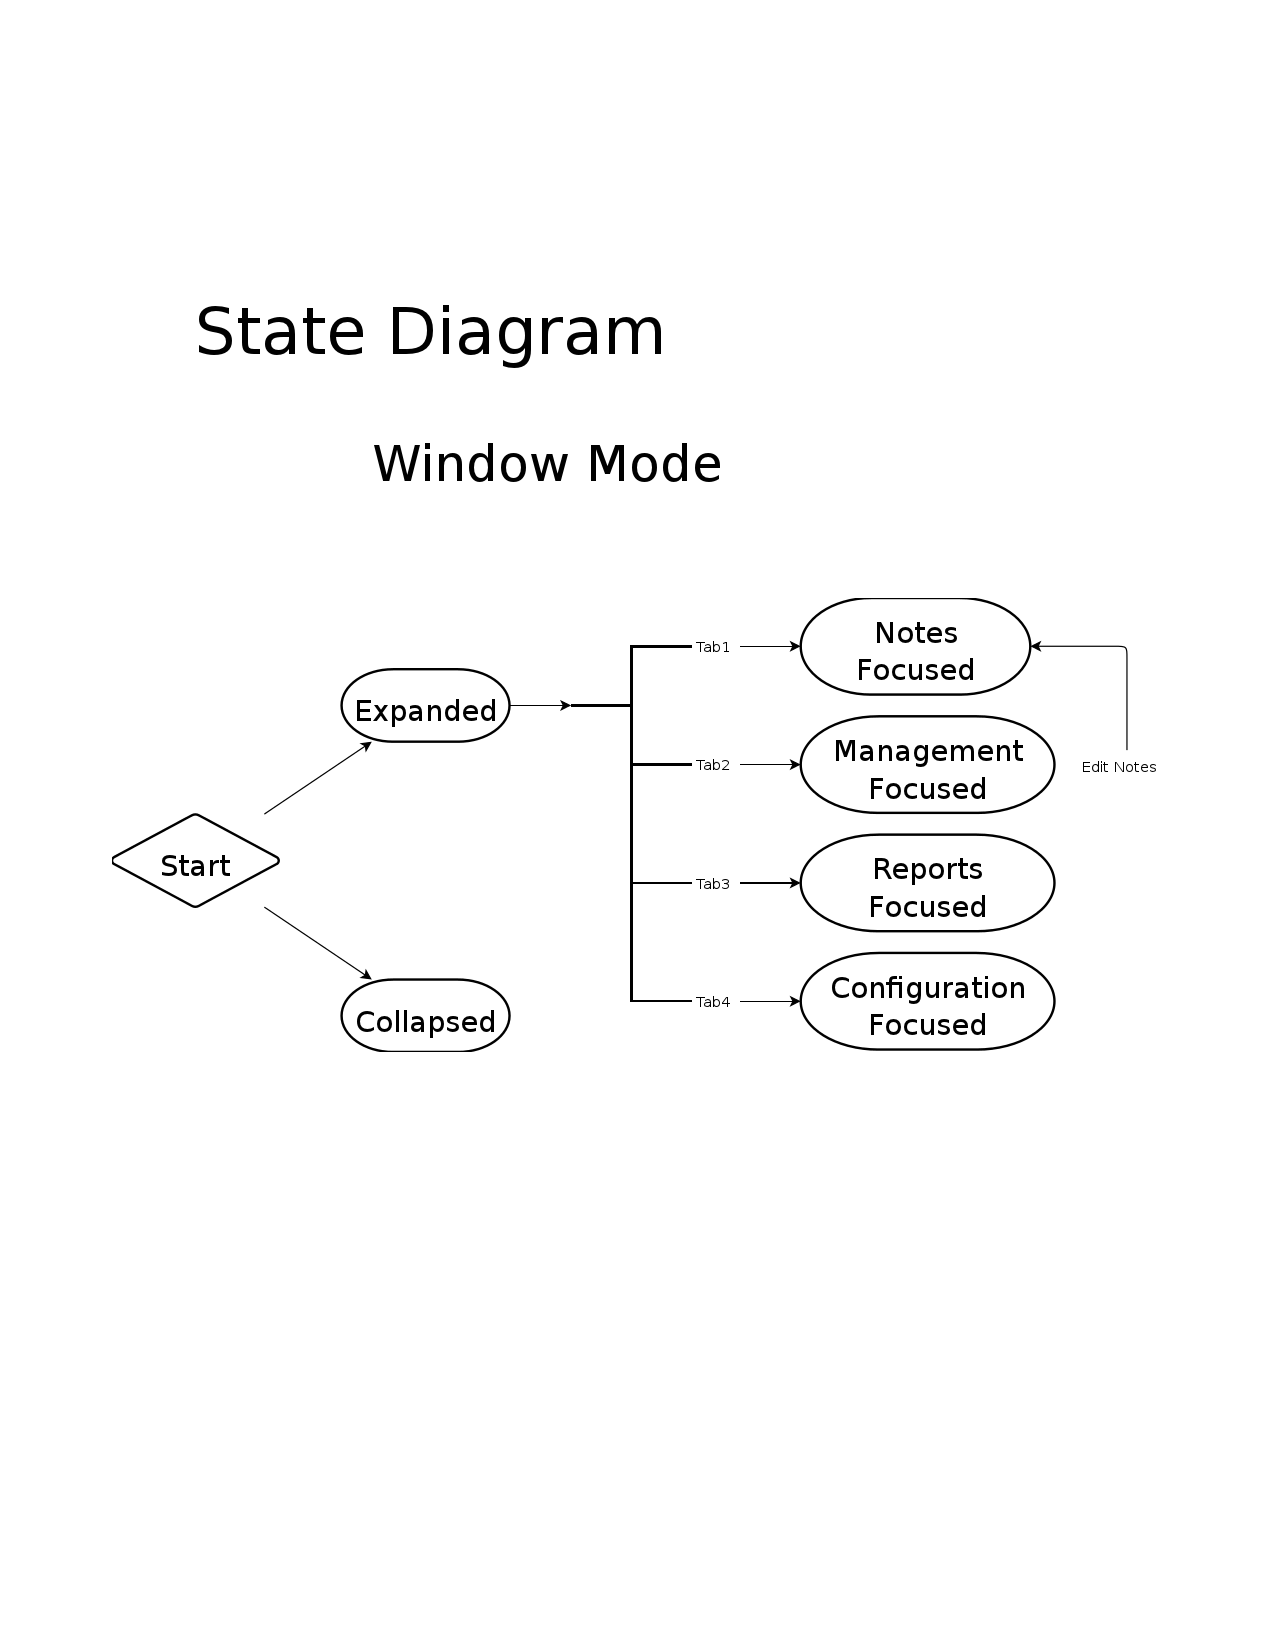 State Diagram
Window Mode
Notes
Focused
Tab1
Expanded
Management
Focused
Tab2
Edit Notes
Start
Reports
Focused
Tab3
Configuration
Focused
Tab4
Collapsed